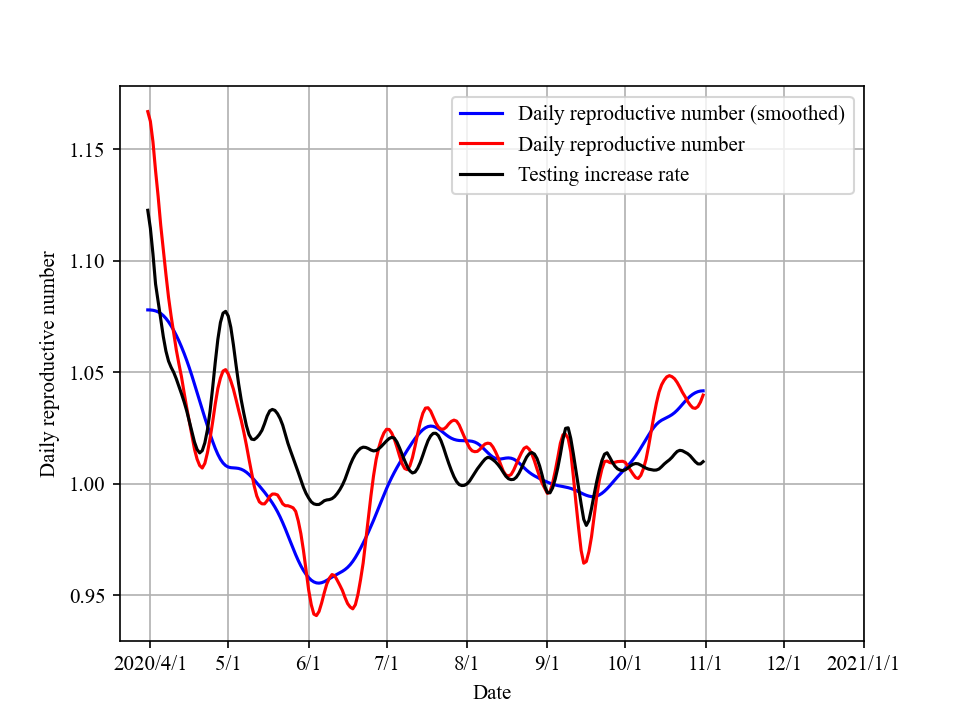 Daily reproductive number (smoothed)
Daily reproductive number
Testing increase rate
Daily reproductive number
1.15
1.10
1.05
1.00
0.95
2020/4/1 5/1 6/1 7/1 8/1 9/1 10/1 11/1 12/1 2021/1/1
Date